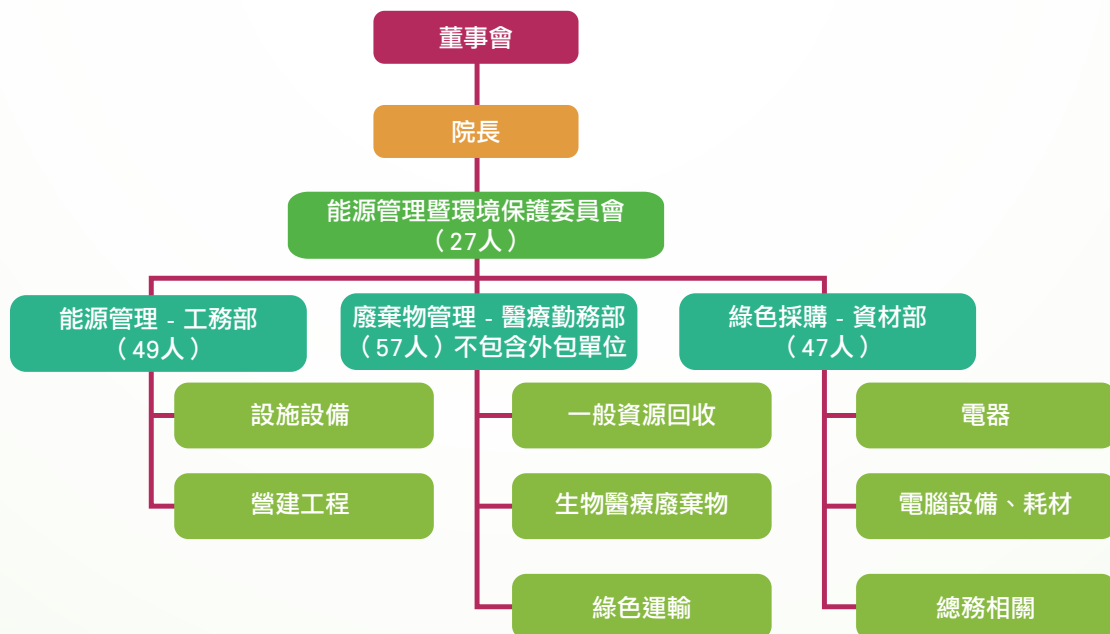 董事會
院長
能源管理暨環境保護委員會
（27人）
能源管理 - 工務部
（49人）
設施設備
營建工程
廢棄物管理 - 醫療勤務部
（57人）不包含外包單位
一般資源回收
生物醫療廢棄物
綠色運輸
綠色採購 - 資材部
（47人）
電器
電腦設備、耗材
總務相關